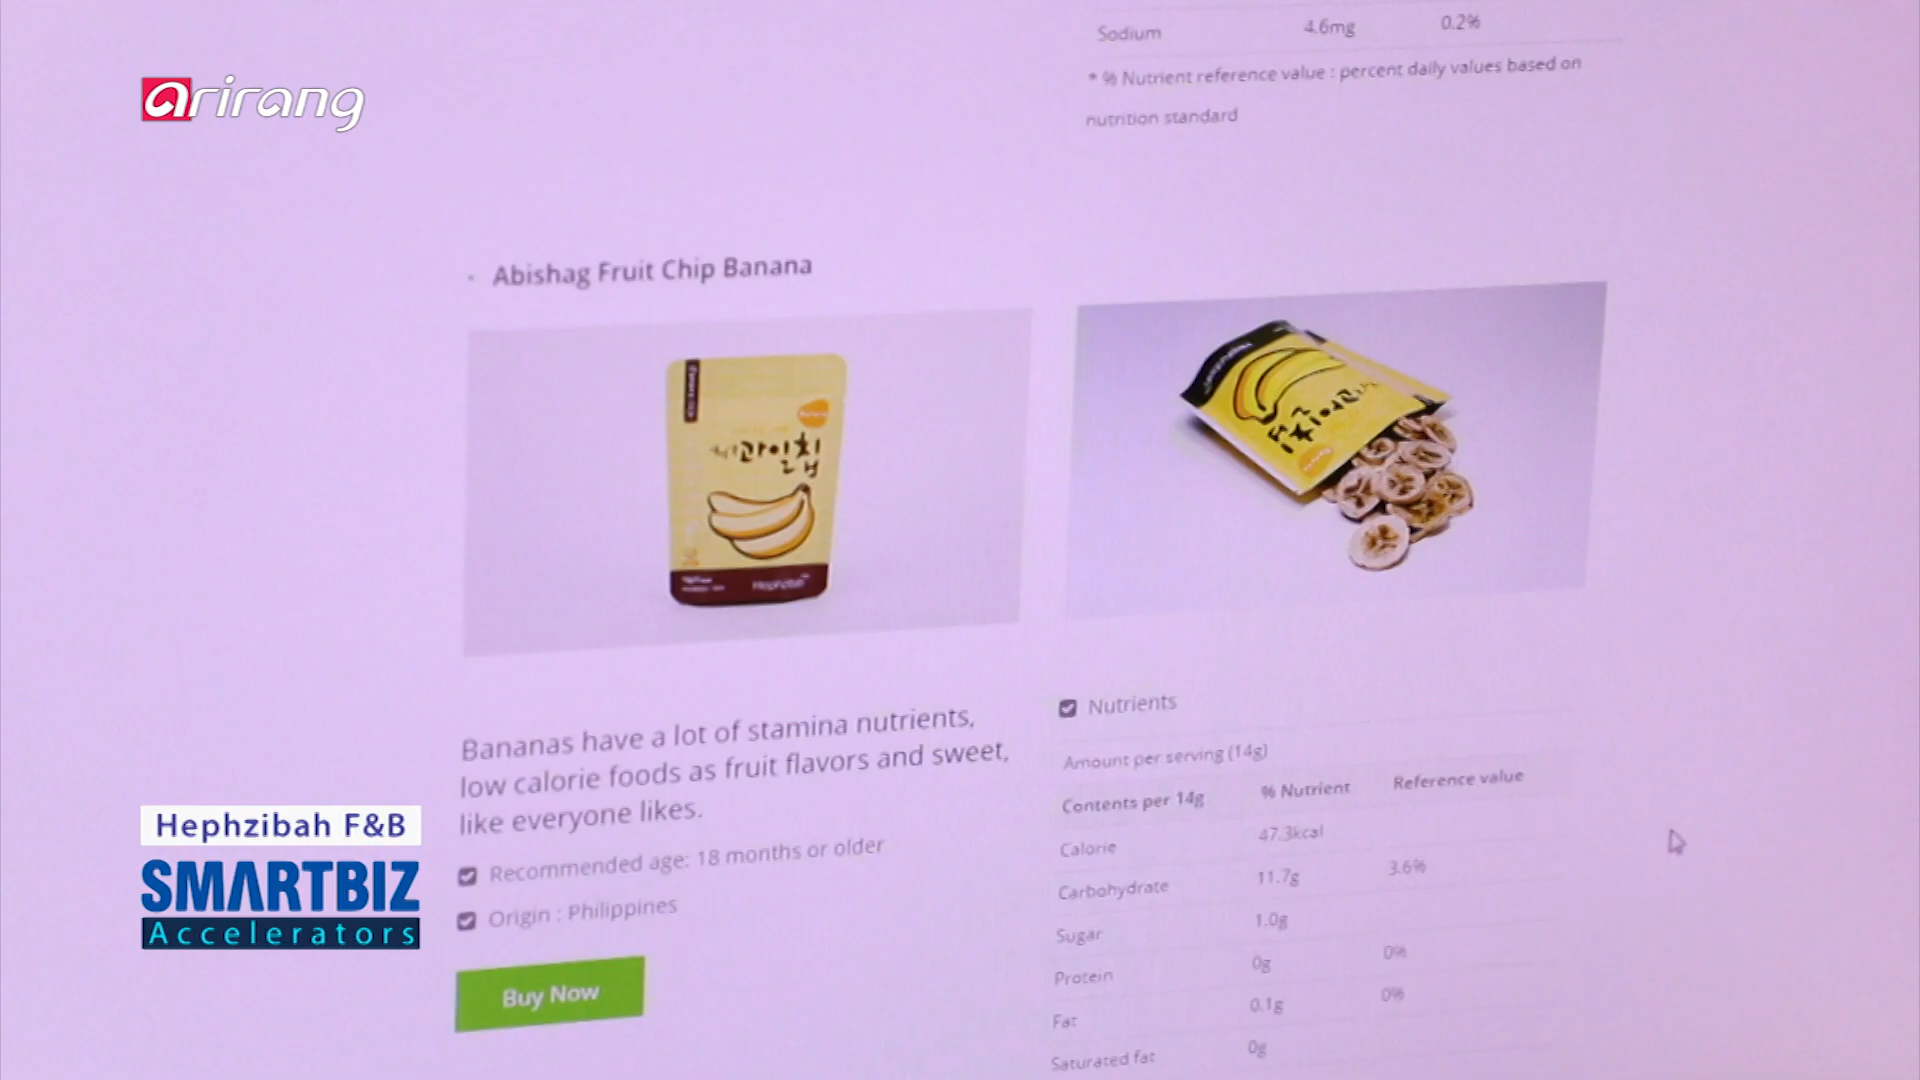 arirang
Sodium 4.6mg 0.2%
* % Nutrient reference value : percent daily values based on
nutrition standard
Abishag Fruit Chip Banana
과일칩
Hephzibah
Bananas have a lot of stamina nutrients,
low calorie foods as fruit flavors and sweet,
like everyone likes.
Recommended age: 18 months or older
Origin : Philippines
Buy Now
Nutrients
Amount per serving (14g)
Contents per 14g % Nutrient Reference value
Calorie 47.3kcal
Carbohydrate 11.7g 3.6%
Sugar 1.0g
Protein 0g 0%
Fat 0.1g 0%
Saturated fat 0g
Hephzibah F&B
SMARTBIZ
Accelerators